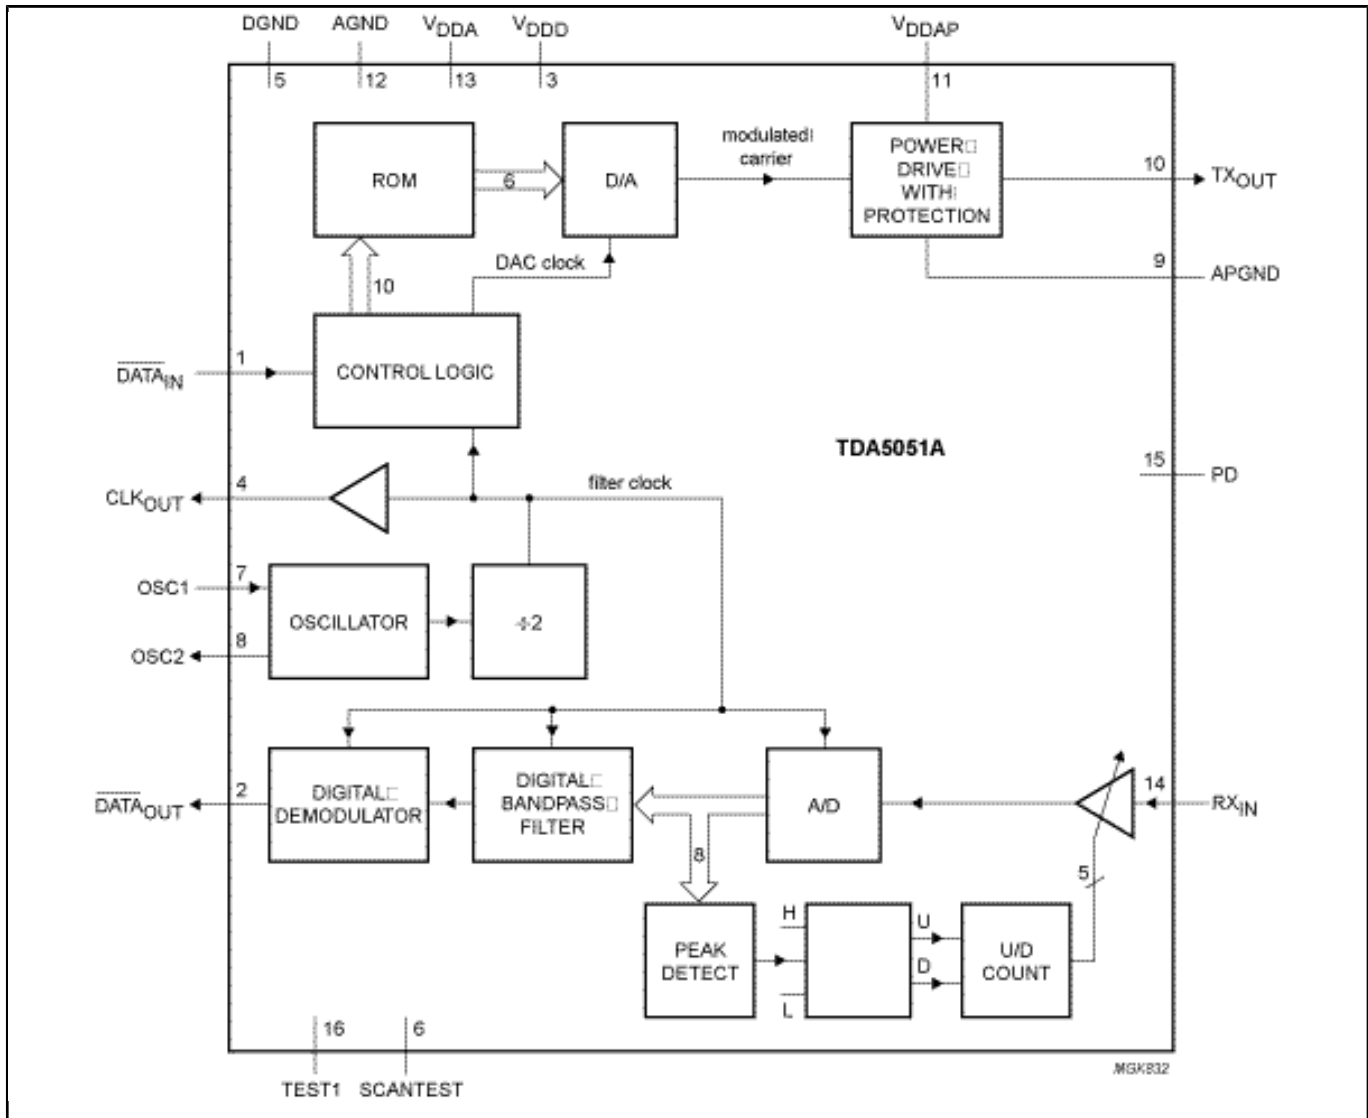 DGND AGND VDDA VDDD VDDAP
5 12 13 3 11
ROM
6
D/A
modulated
carrier
POWER
DRIVE
WITH
PROTECTION
10
TXOUT
DAC clock
9
APGND
10
DATAIN
1
CONTROL LOGIC
TDA5051A
15
PD
CLKOUT
4
filter clock
OSC1
7
OSCILLATOR
÷2
OSC2
8
DATAOUT
2
DIGITAL
DEMODULATOR
DIGITAL
BANDPASS
FILTER
A/D
14
RXIN
8
5
PEAK
DETECT
H
L
U
D
U/D
COUNT
16 6
TEST1 SCANTEST
MGK832